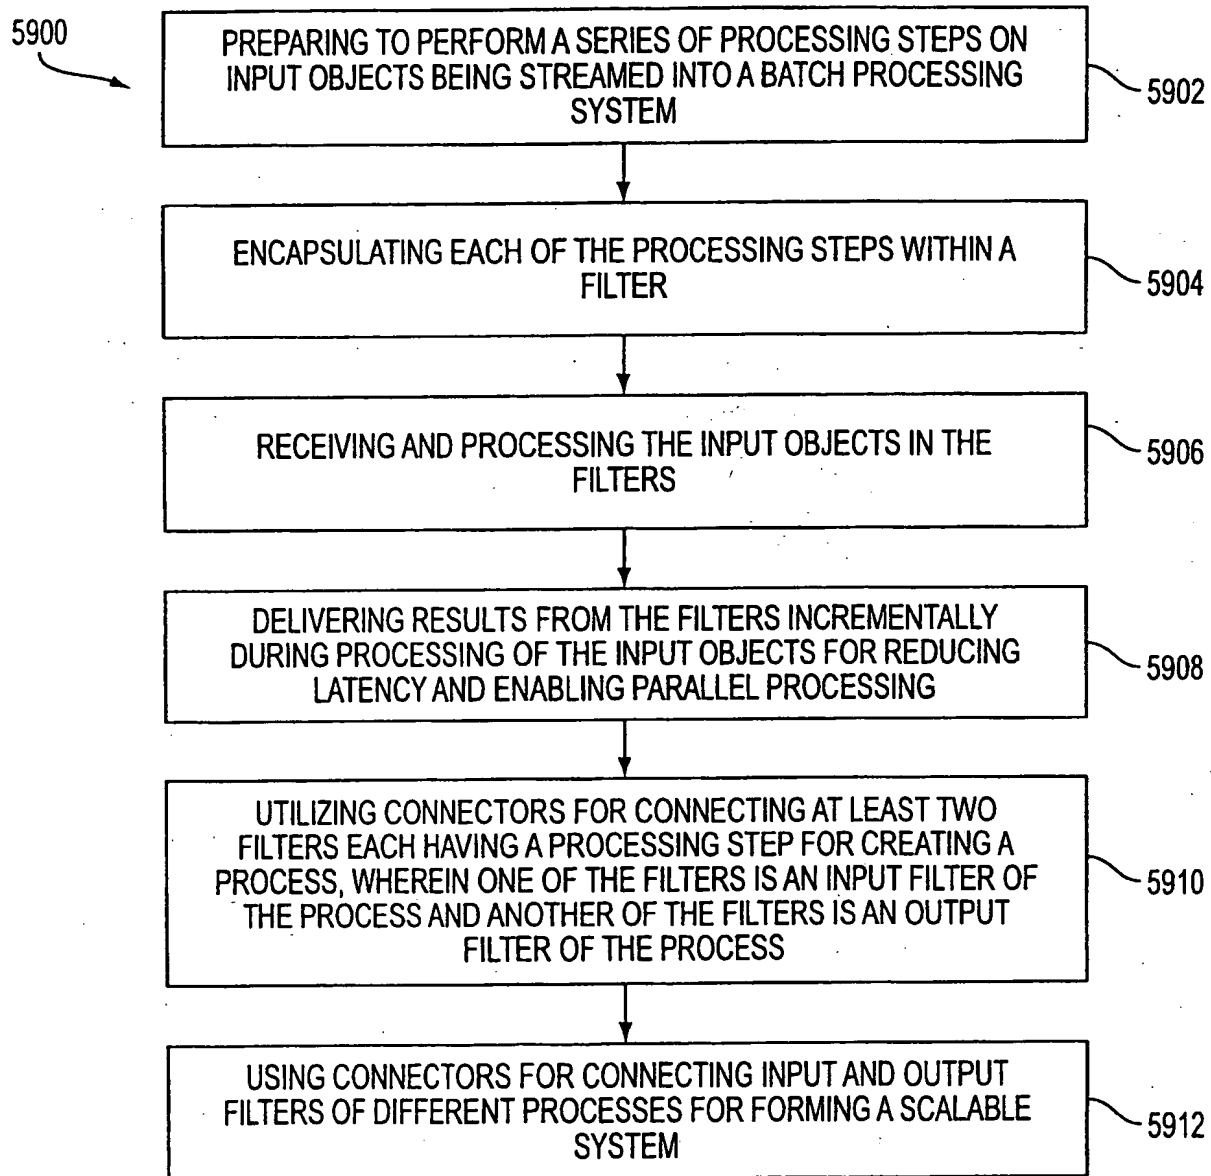 5900
PREPARING TO PERFORM A SERIES OF PROCESSING STEPS ON
INPUT OBJECTS BEING STREAMED INTO A BATCH PROCESSING
SYSTEM
5902
ENCAPSULATING EACH OF THE PROCESSING STEPS WITHIN A
FILTER
5904
RECEIVING AND PROCESSING THE INPUT OBJECTS IN THE
FILTERS
5906
DELIVERING RESULTS FROM THE FILTERS INCREMENTALLY
DURING PROCESSING OF THE INPUT OBJECTS FOR REDUCING
LATENCY AND ENABLING PARALLEL PROCESSING
5908
UTILIZING CONNECTORS FOR CONNECTING AT LEAST TWO
FILTERS EACH HAVING A PROCESSING STEP FOR CREATING A
PROCESS, WHEREIN ONE OF THE FILTERS IS AN INPUT FILTER OF
THE PROCESS AND ANOTHER OF THE FILTERS IS AN OUTPUT
FILTER OF THE PROCESS
5910
USING CONNECTORS FOR CONNECTING INPUT AND OUTPUT
FILTERS OF DIFFERENT PROCESSES FOR FORMING A SCALABLE
SYSTEM
5912